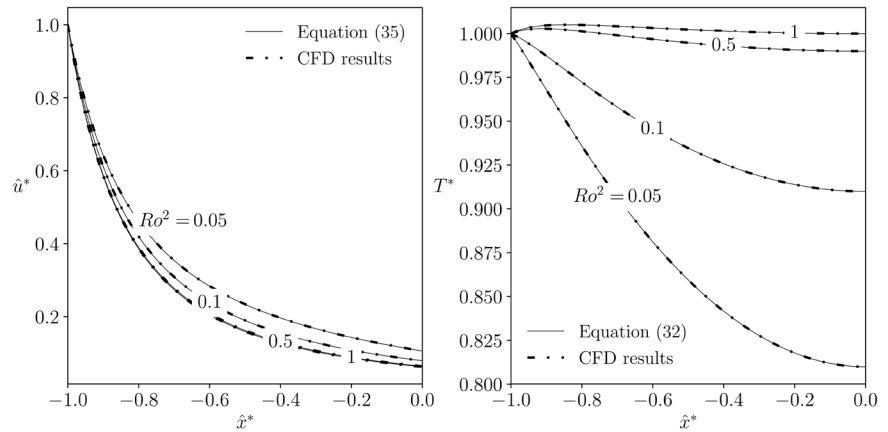 1.0
0.8
0.6
0.4
0.2
û*
Equation (35)
CFD results
Ro² = 0.05
0.1
0.5
1
−1.0 −0.8 −0.6 −0.4 −0.2 0.0
x̂*
1.000
0.975
0.950
0.925
0.900
0.875
0.850
0.825
0.800
T*
1
0.5
0.1
Ro² = 0.05
Equation (32)
CFD results
−1.0 −0.8 −0.6 −0.4 −0.2 0.0
x̂*